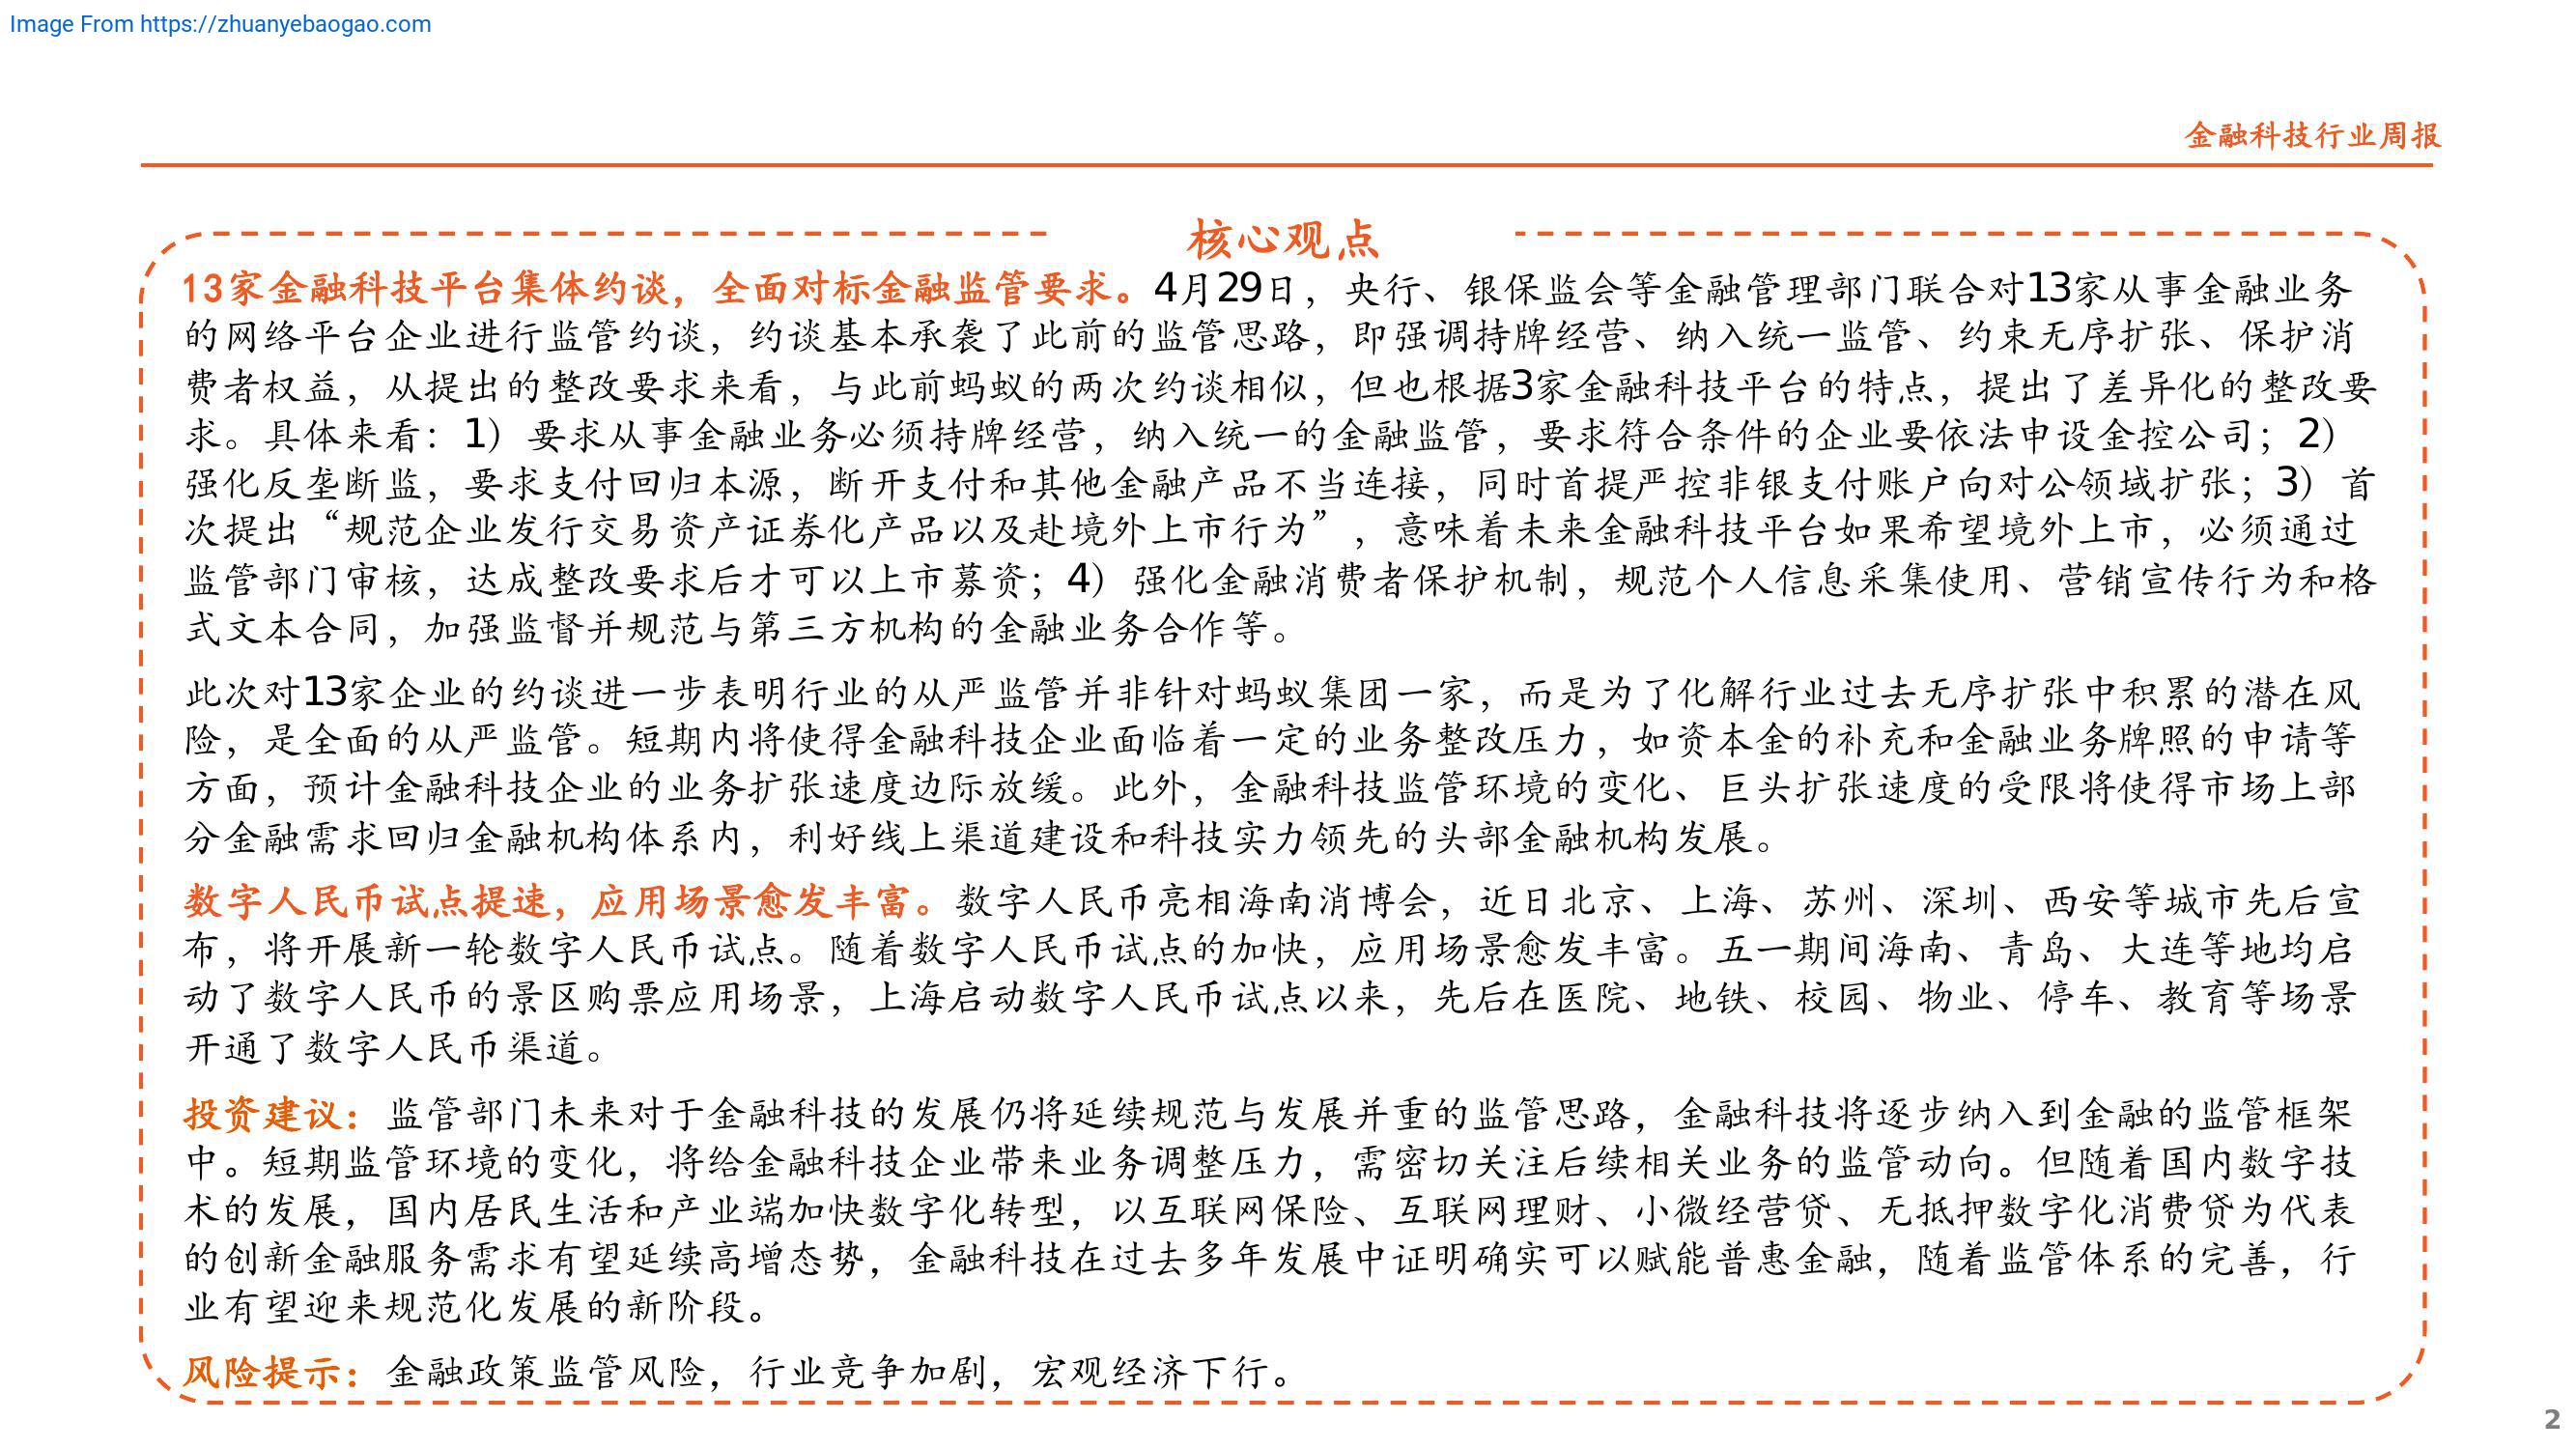 Image From https://zhuanyebaogao.com
金融科技行业周报
核心观点
13家金融科技平台集体约谈，全面对标金融监管要求。4月29日，央行、银保监会等金融管理部门联合对13家从事金融业务
的网络平台企业进行监管约谈，约谈基本承袭了此前的监管思路，即强调持牌经营、纳入统一监管、约束无序扩张、保护消
费者权益，从提出的整改要求来看，与此前蚂蚁的两次约谈相似，但也根据3家金融科技平台的特点，提出了差异化的整改要
求。具体来看：1）要求从事金融业务必须持牌经营，纳入统一的金融监管，要求符合条件的企业要依法申设金控公司；2）
强化反垄断监，要求支付回归本源，断开支付和其他金融产品不当连接，同时首提严控非银支付账户向对公领域扩张；3）首
次提出“规范企业发行交易资产证券化产品以及赴境外上市行为”，意味着未来金融科技平台如果希望境外上市，必须通过
监管部门审核，达成整改要求后才可以上市募资；4）强化金融消费者保护机制，规范个人信息采集使用、营销宣传行为和格
式文本合同，加强监督并规范与第三方机构的金融业务合作等。
此次对13家企业的约谈进一步表明行业的从严监管并非针对蚂蚁集团一家，而是为了化解行业过去无序扩张中积累的潜在风
险，是全面的从严监管。短期内将使得金融科技企业面临着一定的业务整改压力，如资本金的补充和金融业务牌照的申请等
方面，预计金融科技企业的业务扩张速度边际放缓。此外，金融科技监管环境的变化、巨头扩张速度的受限将使得市场上部
分金融需求回归金融机构体系内，利好线上渠道建设和科技实力领先的头部金融机构发展。
数字人民币试点提速，应用场景愈发丰富。数字人民币亮相海南消博会，近日北京、上海、苏州、深圳、西安等城市先后宣
布，将开展新一轮数字人民币试点。随着数字人民币试点的加快，应用场景愈发丰富。五一期间海南、青岛、大连等地均启
动了数字人民币的景区购票应用场景，上海启动数字人民币试点以来，先后在医院、地铁、校园、物业、停车、教育等场景
开通了数字人民币渠道。
投资建议：监管部门未来对于金融科技的发展仍将延续规范与发展并重的监管思路，金融科技将逐步纳入到金融的监管框架
中。短期监管环境的变化，将给金融科技企业带来业务调整压力，需密切关注后续相关业务的监管动向。但随着国内数字技
术的发展，国内居民生活和产业端加快数字化转型，以互联网保险、互联网理财、小微经营贷、无抵押数字化消费贷为代表
的创新金融服务需求有望延续高增态势，金融科技在过去多年发展中证明确实可以赋能普惠金融，随着监管体系的完善，行
业有望迎来规范化发展的新阶段。
风险提示：金融政策监管风险，行业竞争加剧，宏观经济下行。
2